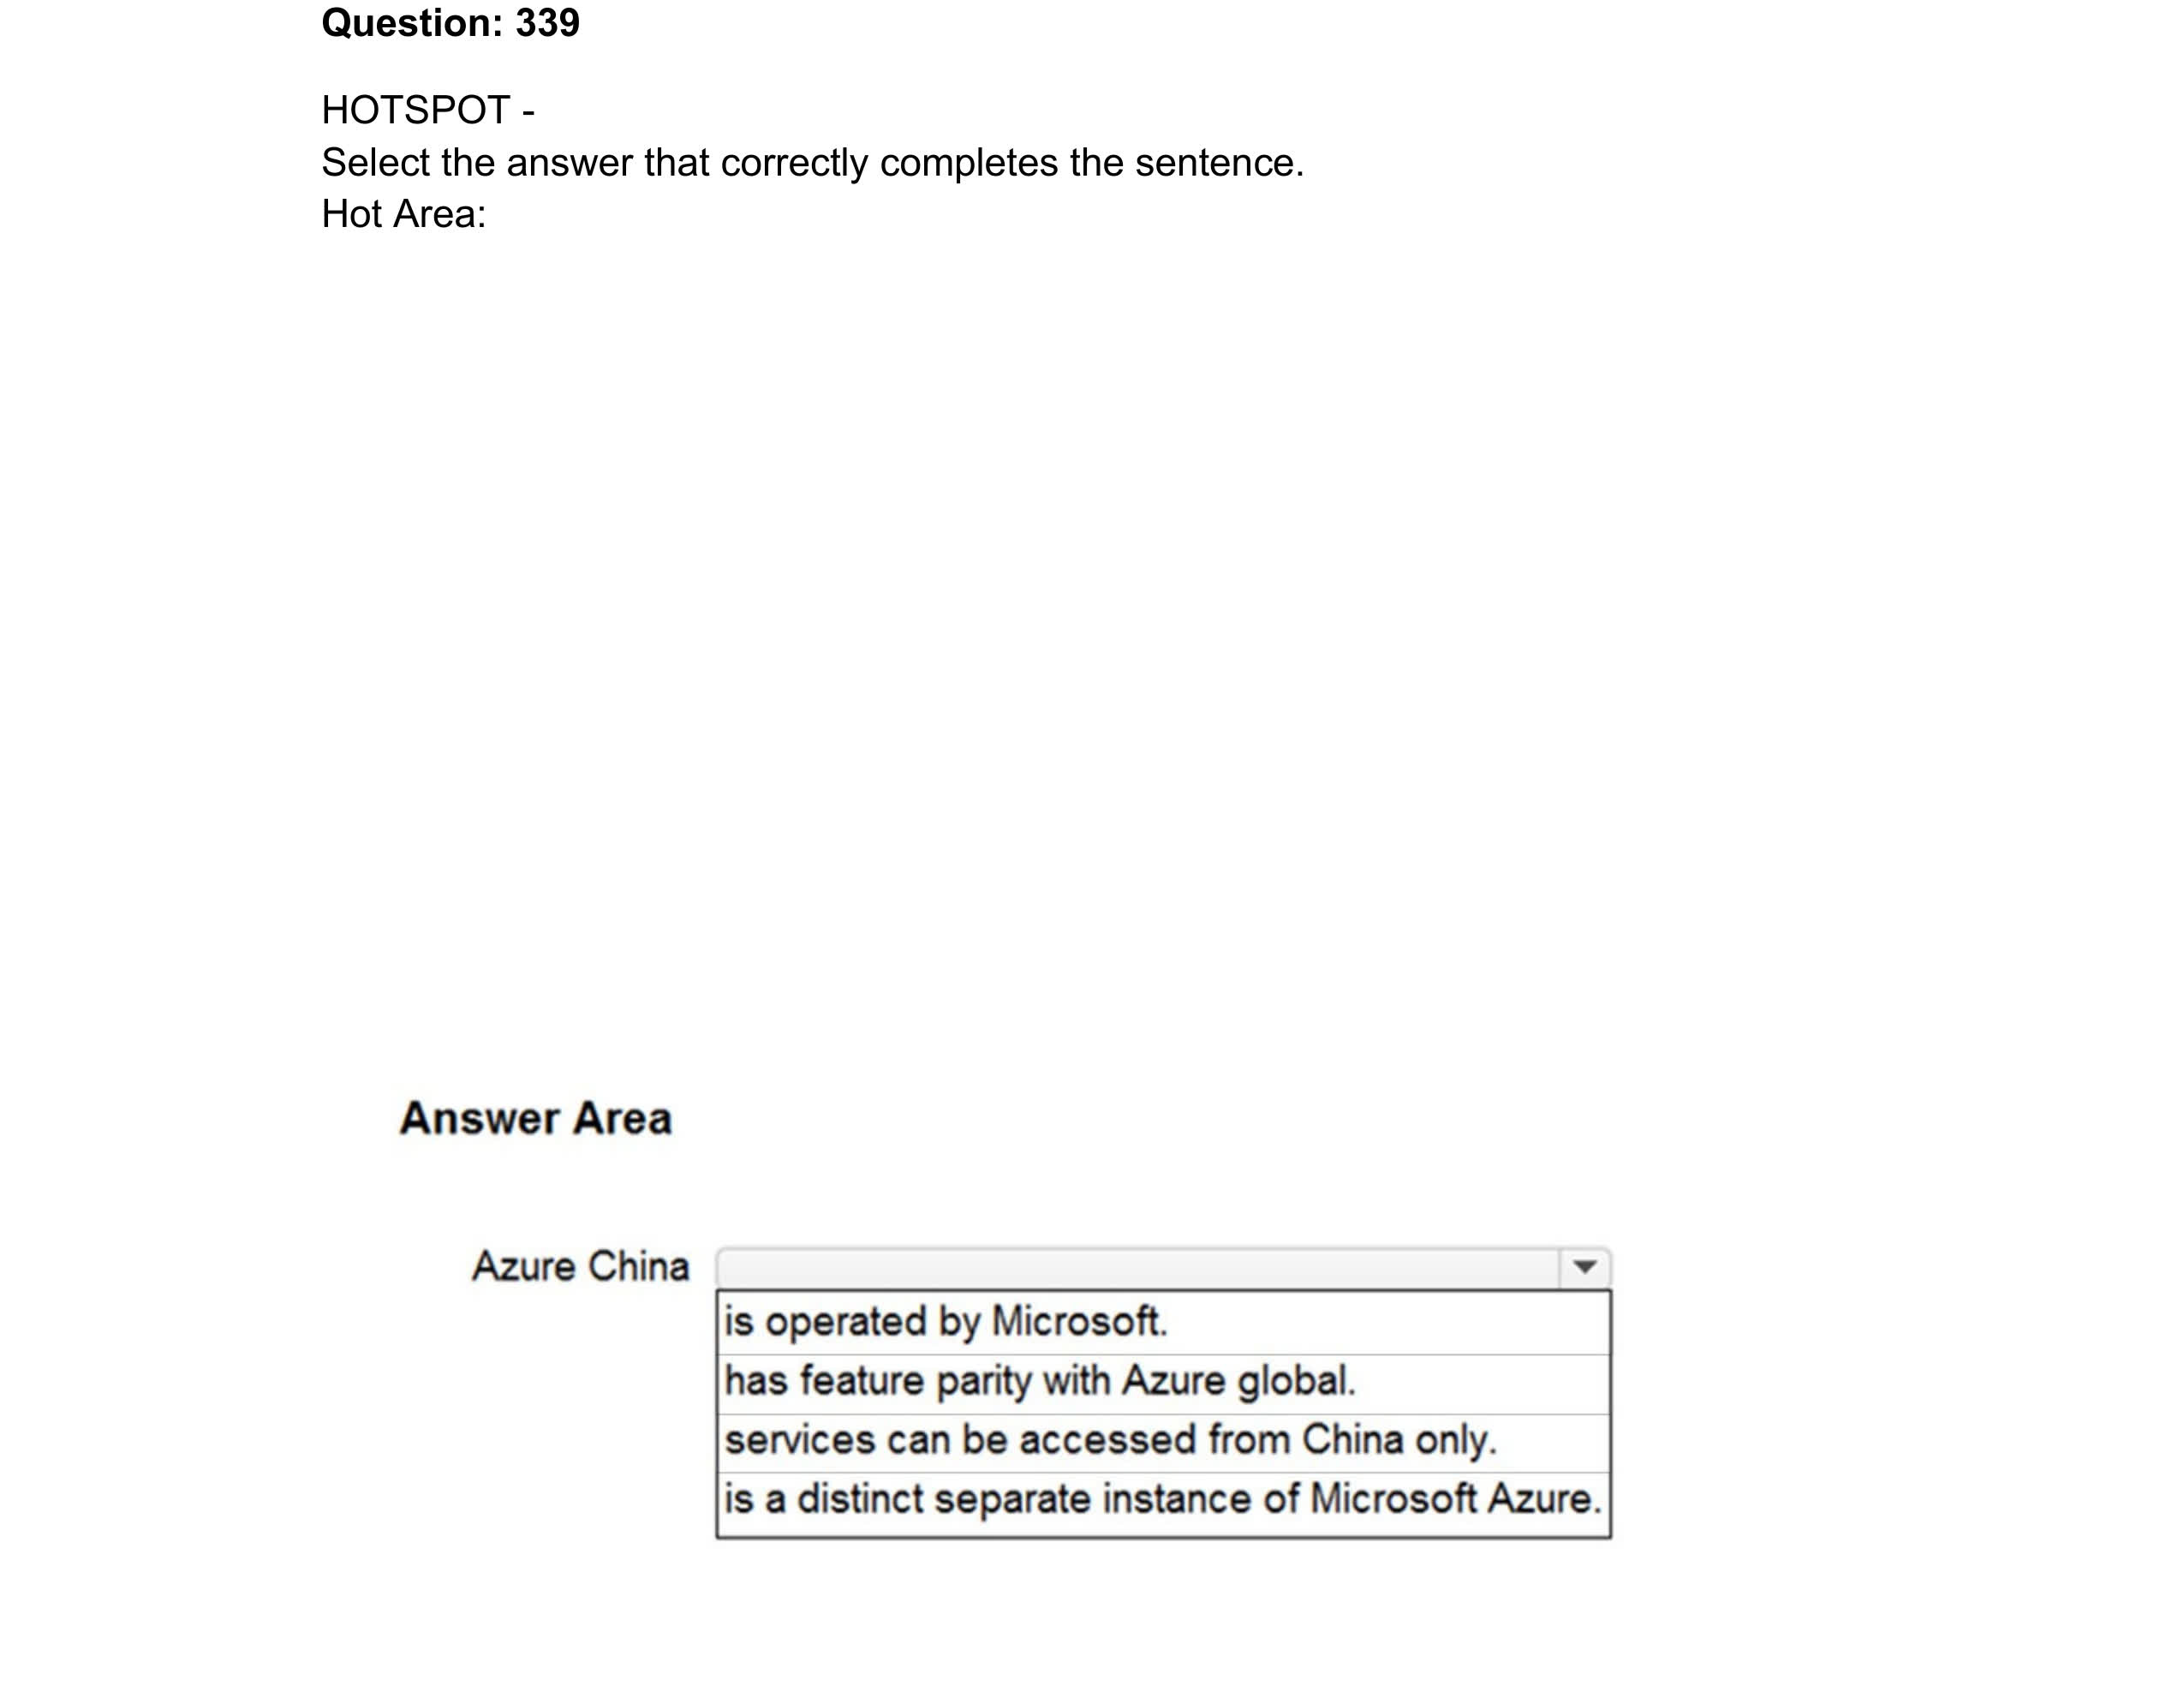 Question: 339
HOTSPOT -
Select the answer that correctly completes the sentence.
Hot Area:
Answer Area
Azure China
is operated by Microsoft.
has feature parity with Azure global.
services can be accessed from China only.
is a distinct separate instance of Microsoft Azure.